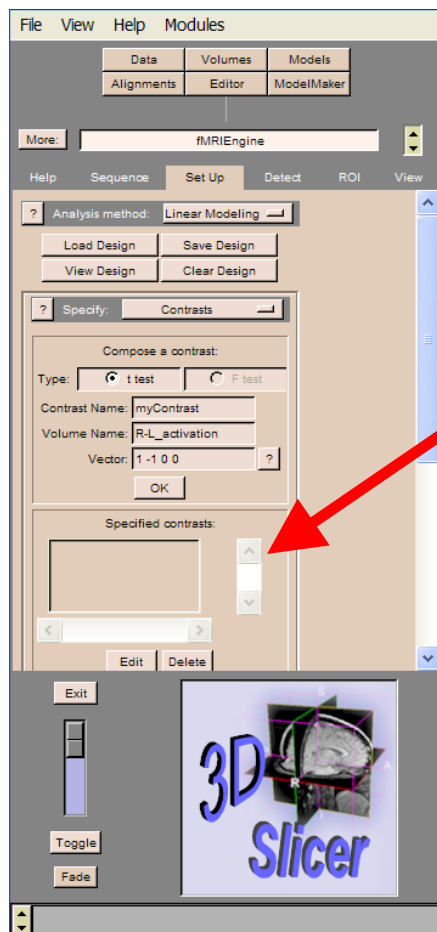 File View Help Modules
Data Volumes Models
Alignments Editor ModelMaker
More: fMRIEngine
Help Sequence Set Up Detect ROI View
? Analysis method: Linear Modeling
Load Design Save Design
View Design Clear Design
? Specify: Contrasts
Compose a contrast:
Type: t test F test
Contrast Name: myContrast
Volume Name: R-L_activation
Vector: 1 -1 0 0 ?
OK
Specified contrasts:
Edit Delete
Exit
Toggle
Fade
S
A
R
I
3D
Slicer